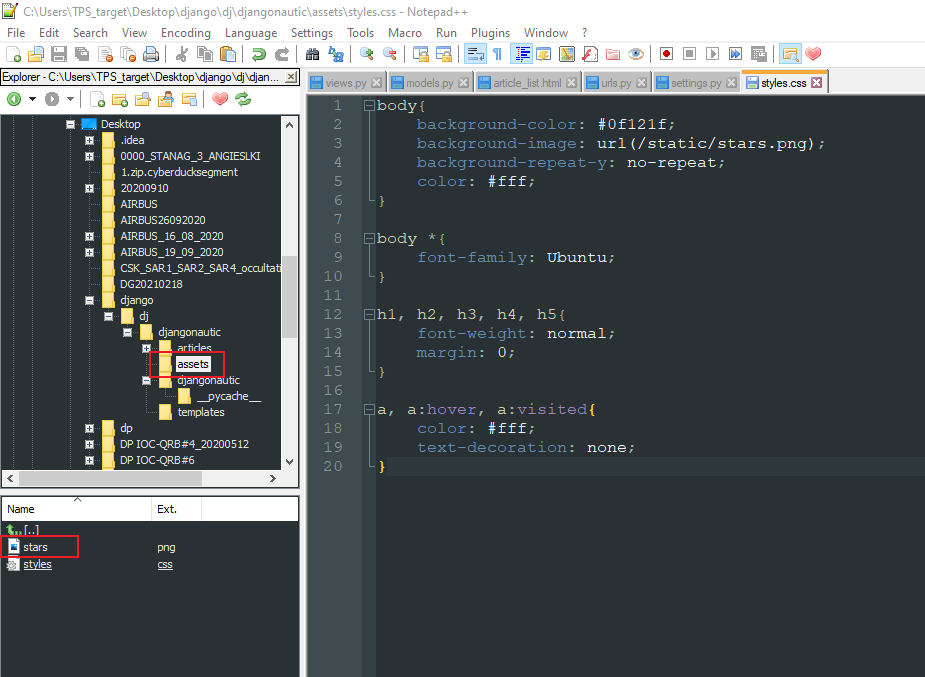 C:\Users\TPS_target\Desktop\django\dj\djangonautic\assets\styles.css - Notepad++
File Edit Search View Encoding Language Settings Tools Macro Run Plugins Window ?
Explorer - C:\Users\TPS_target\Desktop\django\dj\djan...
views.py models.py article_list.html urls.py settings.py styles.css
Desktop
.idea
0000_STANAG_3_ANGIESLKI
1.zip.cyberducksegment
20200910
AIRBUS
AIRBUS26092020
AIRBUS_16_08_2020
AIRBUS_19_09_2020
CSK_SAR1_SAR2_SAR4_occultati
DG20210218
django
dj
djangonautic
articles
assets
djangonautic
__pycache__
templates
dp
DP IOC-QRB#4_20200512
DP IOC-QRB#6
Name Ext.
[..]
stars png
styles css
1 body{
2 background-color: #0f121f;
3 background-image: url(/static/stars.png);
4 background-repeat-y: no-repeat;
5 color: #fff;
6 }
7
8 body *{
9 font-family: Ubuntu;
10 }
11
12 h1, h2, h3, h4, h5{
13 font-weight: normal;
14 margin: 0;
15 }
16
17 a, a:hover, a:visited{
18 color: #fff;
19 text-decoration: none;
20 }